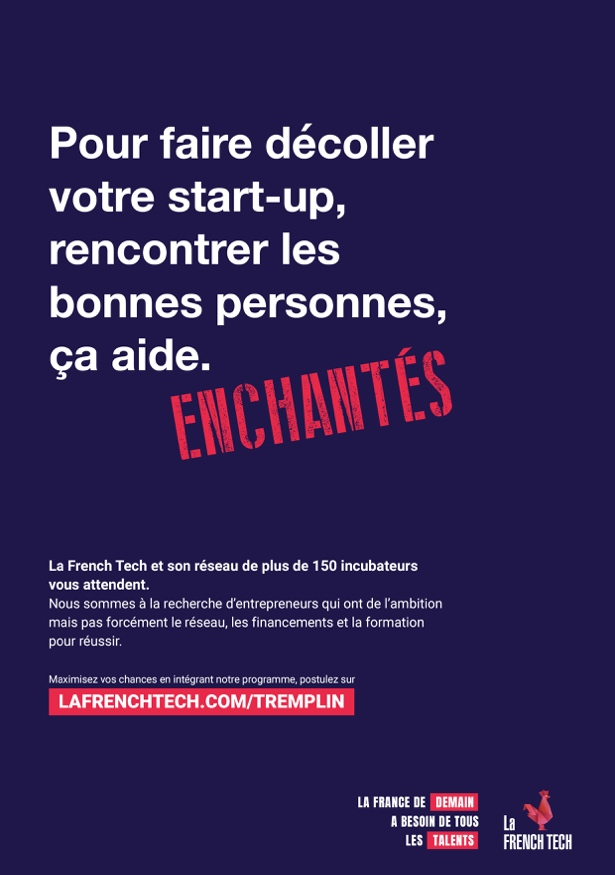 Pour faire décoller
votre start-up,
rencontrer les
bonnes personnes,
ça aide.
ENCHANTÉS
La French Tech et son réseau de plus de 150 incubateurs
vous attendent.
Nous sommes à la recherche d'entrepreneurs qui ont de l'ambition
mais pas forcément le réseau, les financements et la formation
pour réussir.
Maximisez vos chances en intégrant notre programme, postulez sur
LAFRENCHTECH.COM/TREMPLIN
LA FRANCE DE DEMAIN
A BESOIN DE TOUS
LES TALENTS
La
FRENCH TECH